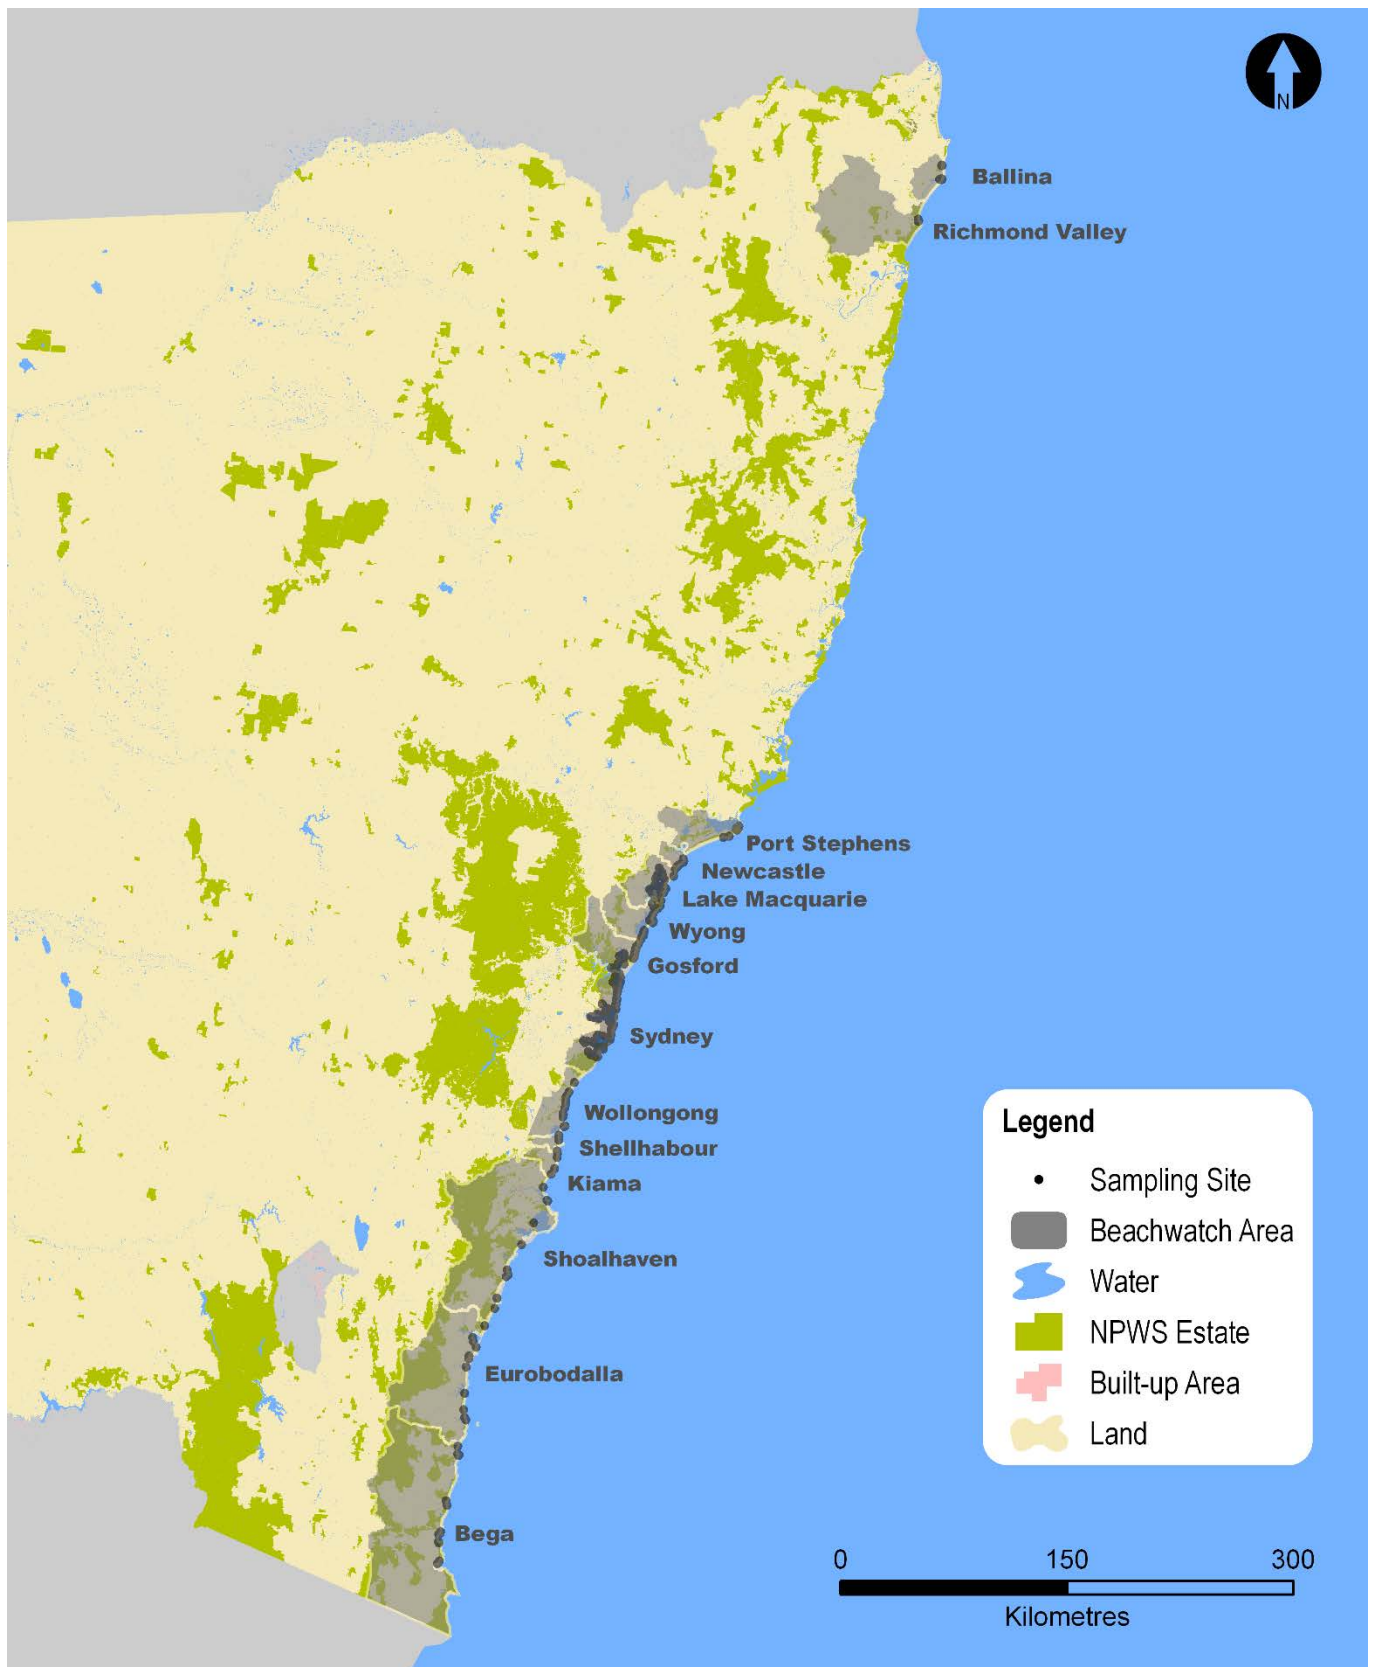 N
Ballina
Richmond Valley
Port Stephens
Newcastle
Lake Macquarie
Wyong
Gosford
Sydney
Wollongong
Shellhabour
Kiama
Shoalhaven
Eurobodalla
Bega
Legend
Sampling Site
Beachwatch Area
Water
NPWS Estate
Built-up Area
Land
0 150 300
Kilometres